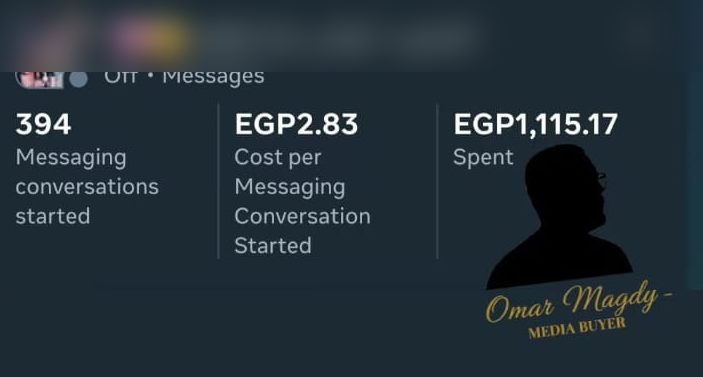 Off • Messages
394
Messaging
conversations
started
EGP2.83
Cost per
Messaging
Conversation
Started
EGP1,115.17
Spent
Omar Magdy -
MEDIA BUYER